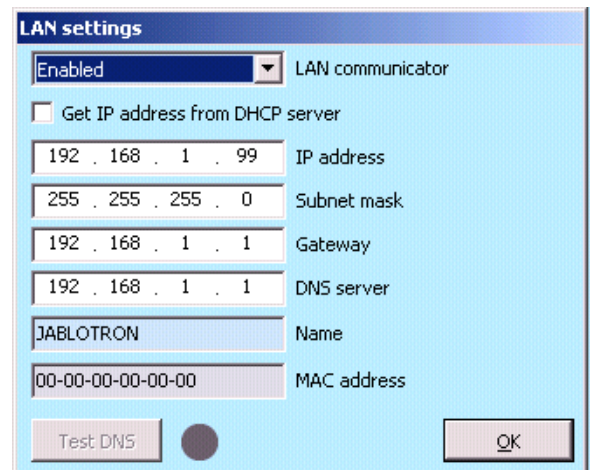 LAN settings
Enabled LAN communicator
Get IP address from DHCP server
192 . 168 . 1 . 99 IP address
255 . 255 . 255 . 0 Subnet mask
192 . 168 . 1 . 1 Gateway
192 . 168 . 1 . 1 DNS server
JABLOTRON Name
00-00-00-00-00-00 MAC address
Test DNS OK